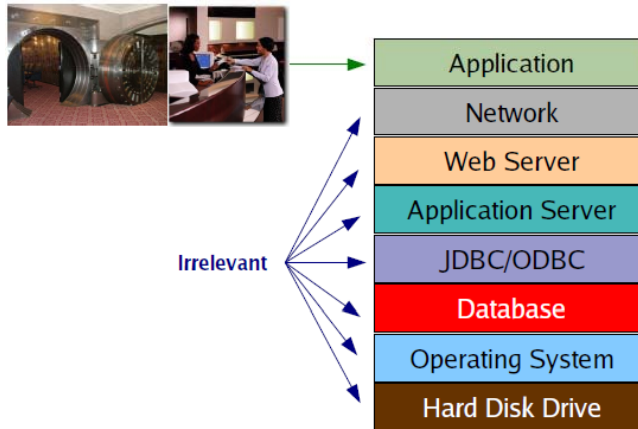 Application
Network
Web Server
Application Server
Irrelevant
JDBC/ODBC
Database
Operating System
Hard Disk Drive